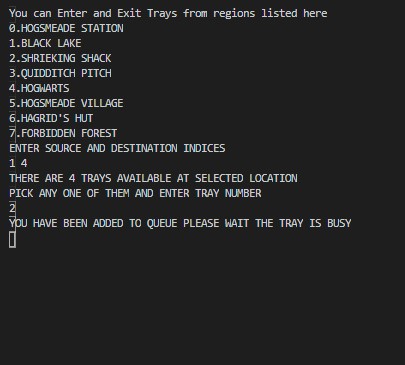 You can Enter and Exit Trays from regions listed here
0.HOGSMEADE STATION
1.BLACK LAKE
2.SHRIEKING SHACK
3.QUIDDITCH PITCH
4.HOGWARTS
5.HOGSMEADE VILLAGE
6.HAGRID'S HUT
7.FORBIDDEN FOREST
ENTER SOURCE AND DESTINATION INDICES
1 4
THERE ARE 4 TRAYS AVAILABLE AT SELECTED LOCATION
PICK ANY ONE OF THEM AND ENTER TRAY NUMBER
2
YOU HAVE BEEN ADDED TO QUEUE PLEASE WAIT THE TRAY IS BUSY